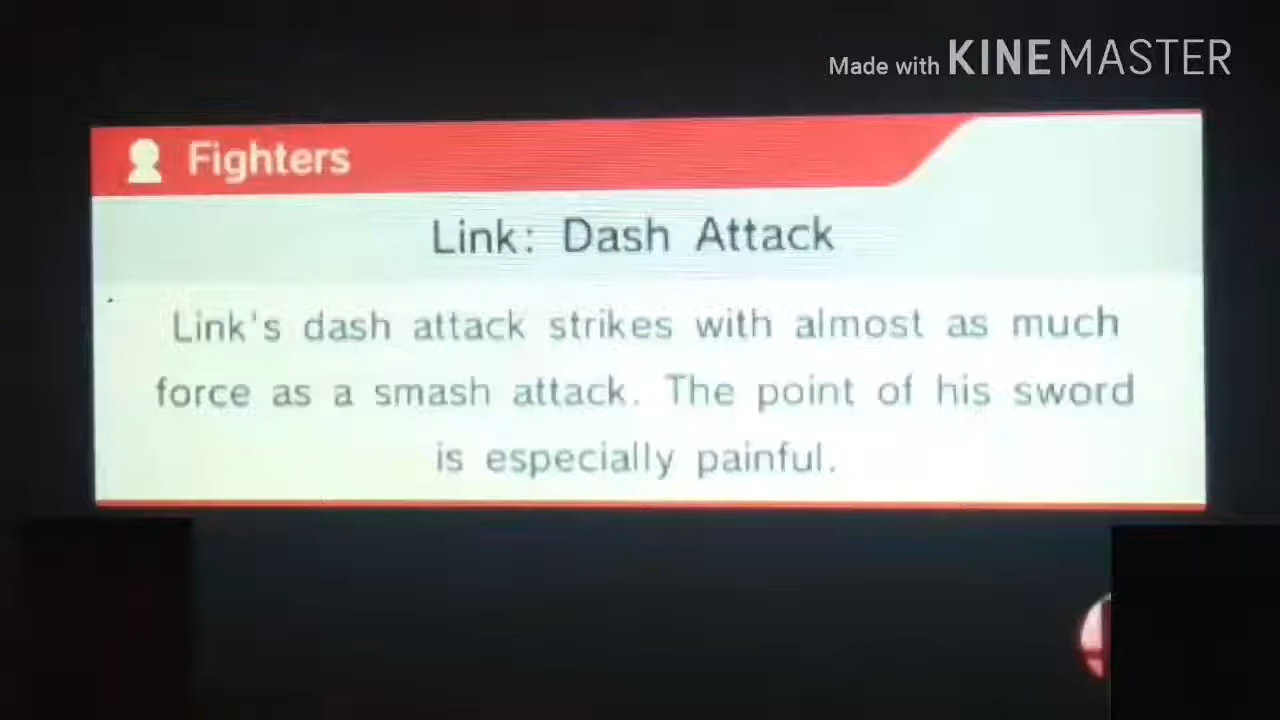 Made with KINEMASTER
Fighters
Link: Dash Attack
Link's dash attack strikes with almost as much
force as a smash attack. The point of his sword
is especially painful.